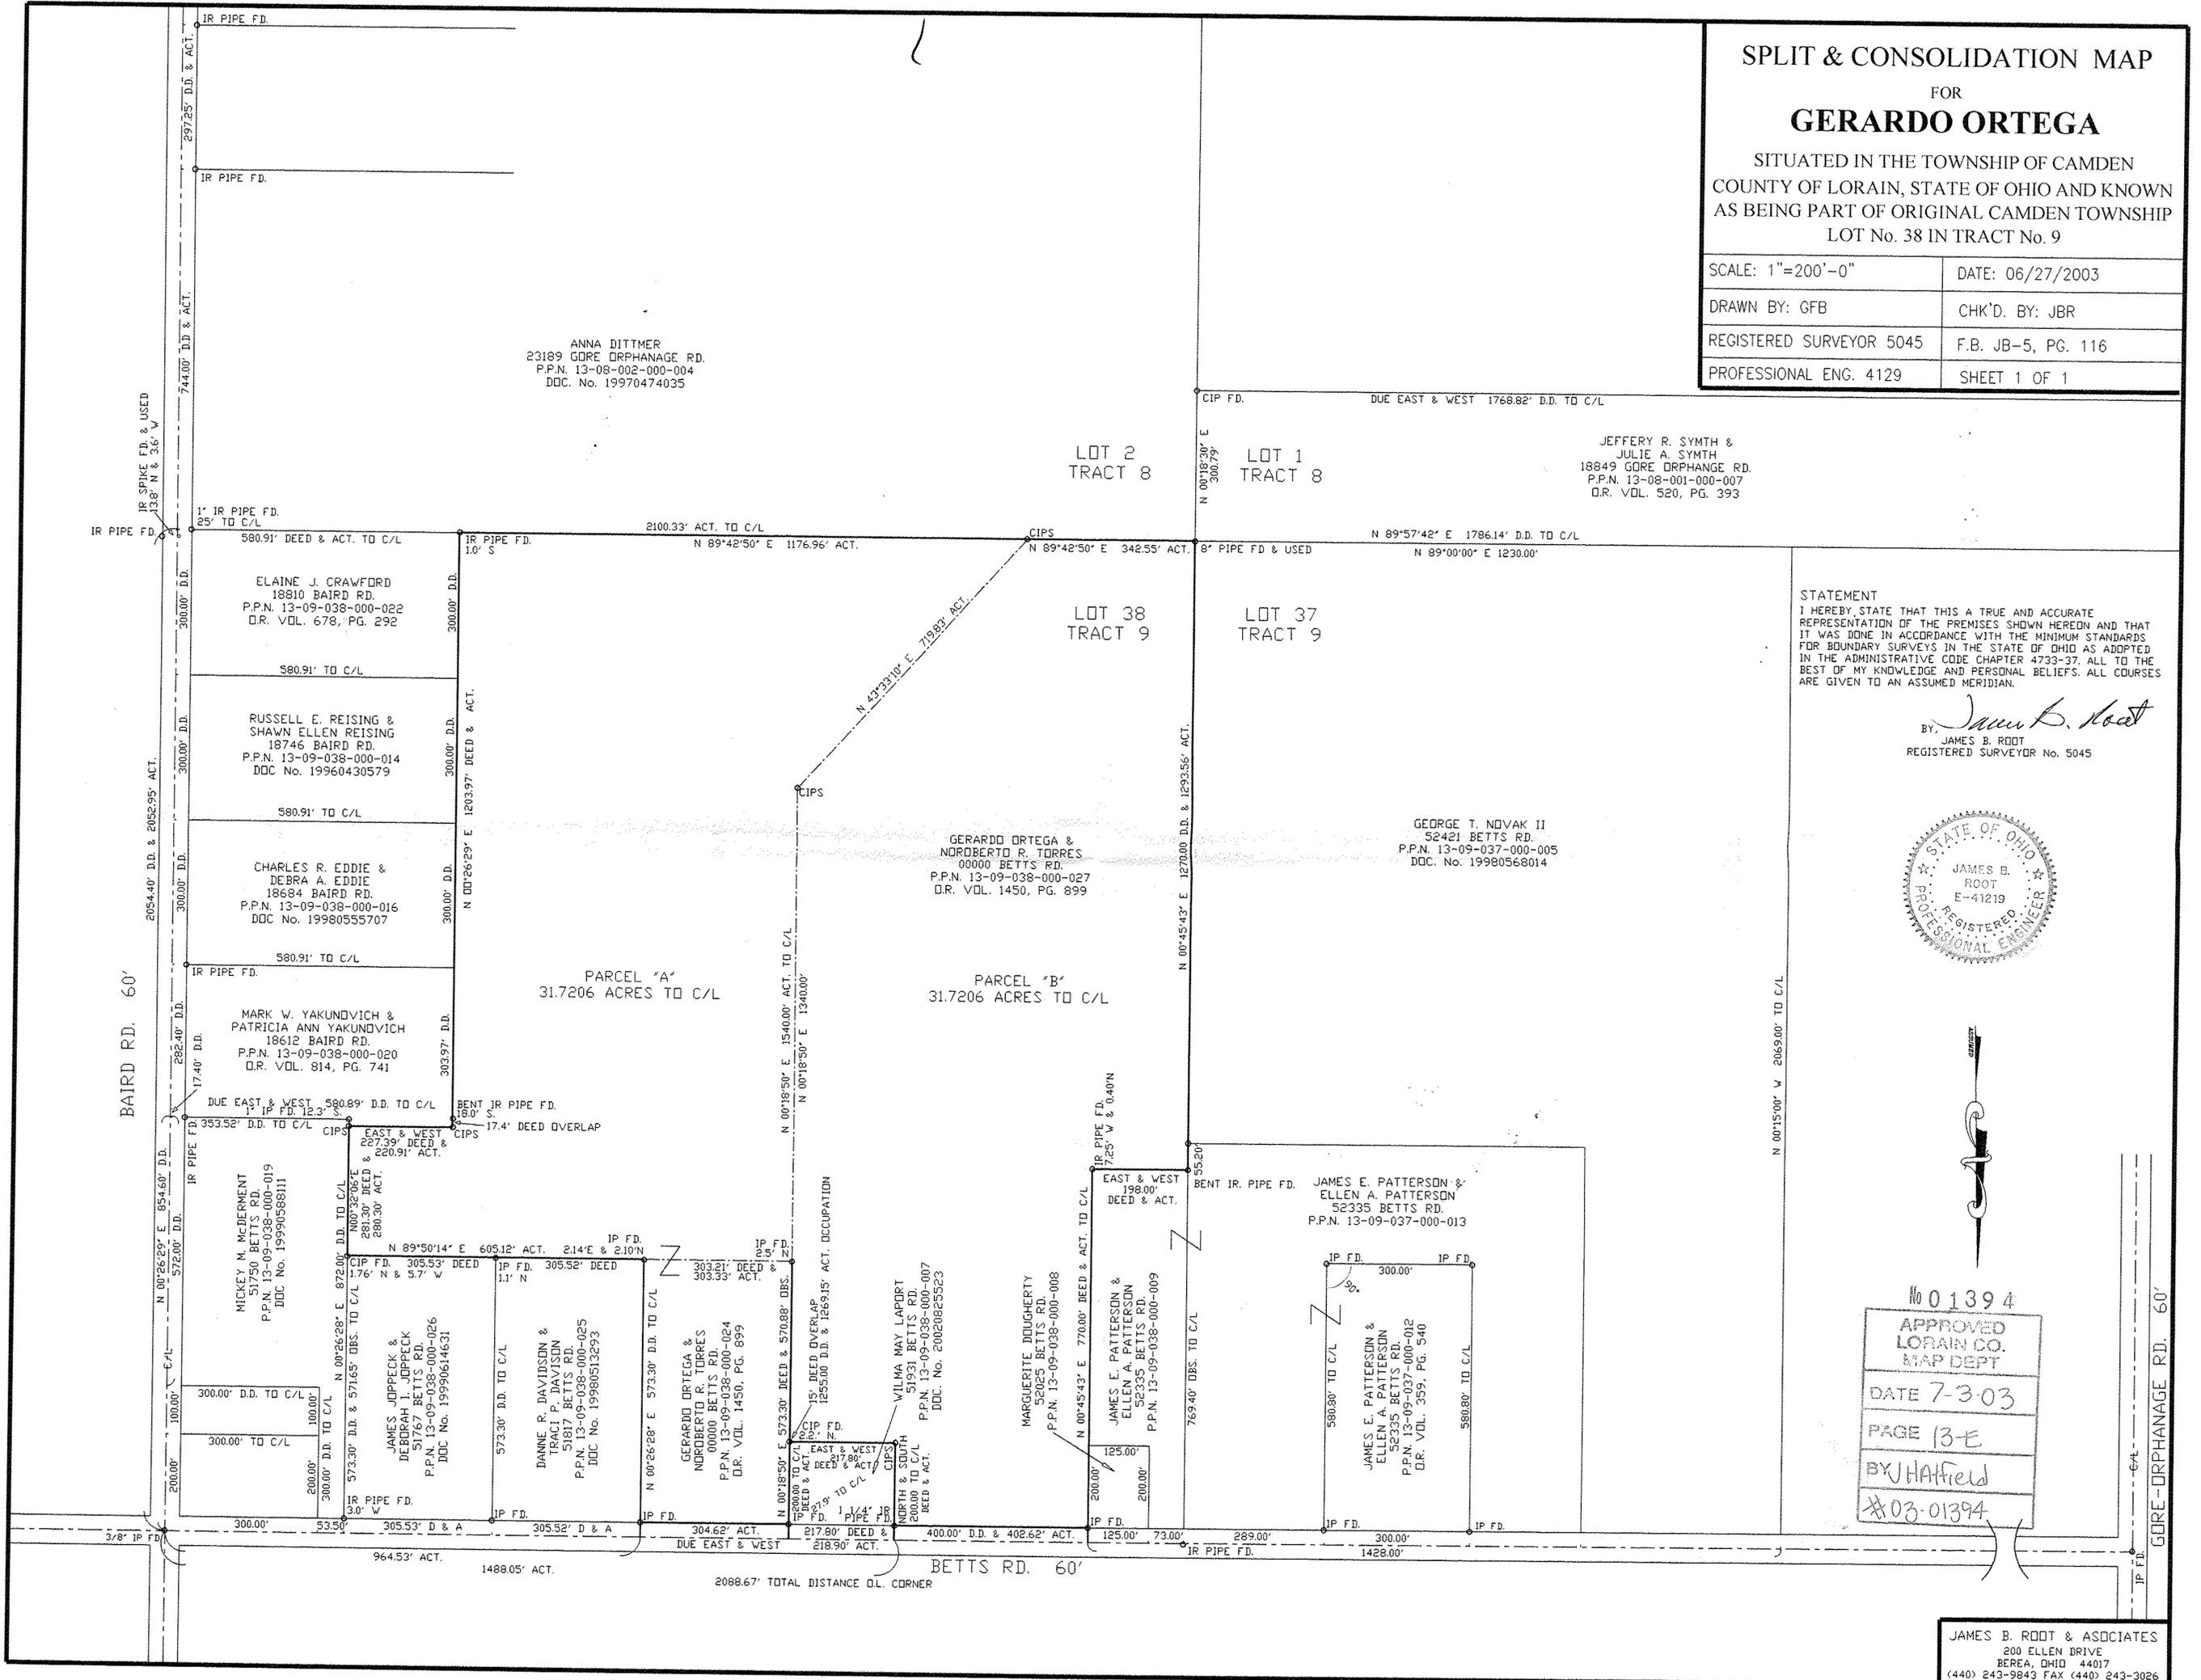 SPLIT & CONSOLIDATION MAP
FOR
GERARDO ORTEGA
SITUATED IN THE TOWNSHIP OF CAMDEN
COUNTY OF LORAIN, STATE OF OHIO AND KNOWN
AS BEING PART OF ORIGINAL CAMDEN TOWNSHIP
LOT No. 38 IN TRACT No. 9
SCALE: 1"=200'-0"
DATE: 06/27/2003
DRAWN BY: GFB
CHK'D. BY: JBR
REGISTERED SURVEYOR 5045
F.B. JB-5, PG. 116
PROFESSIONAL ENG. 4129
SHEET 1 OF 1
IR PIPE FD.
297.25' D.D. & ACT.
IR PIPE FD.
744.00' D.D & ACT.
ANNA DITTMER
23189 GORE ORPHANAGE RD.
P.P.N. 13-08-002-000-004
DOC. No. 19970474035
CIP FD.
DUE EAST & WEST 1768.82' D.D. TO C/L
N 00°18'30" E
300.79'
LOT 2
TRACT 8
LOT 1
TRACT 8
JEFFERY R. SYMTH &
JULIE A. SYMTH
18849 GORE ORPHANGE RD.
P.P.N. 13-08-001-000-007
O.R. VOL. 520, PG. 393
IR SPIKE FD. & USED
13.8' N & 3.6' W
IR PIPE FD.
1" IR PIPE FD.
25' TO C/L
580.91' DEED & ACT. TO C/L
IR PIPE FD.
1.0' S
2100.33' ACT. TO C/L
N 89°42'50" E 1176.96' ACT.
CIPS
N 89°42'50" E 342.55' ACT.
8" PIPE FD & USED
N 89°57'42" E 1786.14' D.D. TO C/L
N 89°00'00" E 1230.00'
300.00' D.D.
ELAINE J. CRAWFORD
18810 BAIRD RD.
P.P.N. 13-09-038-000-022
O.R. VOL. 678, PG. 292
300.00' D.D.
580.91' TO C/L
LOT 38
TRACT 9
LOT 37
TRACT 9
N 43°33'10" E 719.83' ACT.
STATEMENT
I HEREBY STATE THAT THIS A TRUE AND ACCURATE
REPRESENTATION OF THE PREMISES SHOWN HEREON AND THAT
IT WAS DONE IN ACCORDANCE WITH THE MINIMUM STANDARDS
FOR BOUNDARY SURVEYS IN THE STATE OF OHIO AS ADOPTED
IN THE ADMINISTRATIVE CODE CHAPTER 4733-37. ALL TO THE
BEST OF MY KNOWLEDGE AND PERSONAL BELIEFS. ALL COURSES
ARE GIVEN TO AN ASSUMED MERIDIAN.
BY, James B. Root
JAMES B. ROOT
REGISTERED SURVEYOR No. 5045
300.00' D.D.
RUSSELL E. REISING &
SHAWN ELLEN REISING
18746 BAIRD RD.
P.P.N. 13-09-038-000-014
DOC No. 19960430579
300.00' D.D.
N 00°26'29" E 1203.97' DEED & ACT.
580.91' TO C/L
CIPS
2054.40' D.D. & 2052.95' ACT.
300.00' D.D.
CHARLES R. EDDIE &
DEBRA A. EDDIE
18684 BAIRD RD.
P.P.N. 13-09-038-000-016
DOC No. 19980555707
300.00' D.D.
580.91' TO C/L
IR PIPE FD.
GERARDO ORTEGA &
NOROBERTO R. TORRES
00000 BETTS RD.
P.P.N. 13-09-038-000-027
O.R. VOL. 1450, PG. 899
N 00°45'43" E 1270.00 D.D. & 1293.56' ACT.
GEORGE T. NOVAK II
52421 BETTS RD.
P.P.N. 13-09-037-000-005
DOC. No. 19980568014
STATE OF OHIO
JAMES B.
ROOT
E-41219
REGISTERED
PROFESSIONAL ENGINEER
BAIRD RD. 60'
282.40' D.D.
17.40' D.D.
MARK W. YAKUNOVICH &
PATRICIA ANN YAKUNOVICH
18612 BAIRD RD.
P.P.N. 13-09-038-000-020
O.R. VOL. 814, PG. 741
303.97' D.D.
PARCEL "A"
31.7206 ACRES TO C/L
N 00°18'50" E 1540.00' ACT. TO C/L
N 00°18'50" E 1340.00'
PARCEL "B"
31.7206 ACRES TO C/L
N 00°15'00" W 2069.00' TO C/L
ASSUMED
DUE EAST & WEST 580.89' D.D. TO C/L
1" IP FD. 12.3' S.
353.52' D.D. TO C/L
CIPS
EAST & WEST
227.39' DEED &
220.91' ACT.
CIPS
BENT IR PIPE FD.
18.0' S.
17.4' DEED OVERLAP
IR PIPE FD.
7.25' W & 0.40'N
EAST & WEST
198.00'
DEED & ACT.
55.20'
BENT IR. PIPE FD.
JAMES E. PATTERSON &
ELLEN A. PATTERSON
52335 BETTS RD.
P.P.N. 13-09-037-000-013
N 00°26'29" E 854.60' D.D.
572.00' D.D.
IR PIPE FD.
MICKEY M. McDERMENT
51750 BETTS RD.
P.P.N. 13-09-038-000-019
DOC No. 19990588111
N 00°26'28" E 872.00' D.D. TO C/L
N00°32'06"E
281.30' DEED &
280.30' ACT.
N 89°50'14" E 605.12' ACT.
2.14'E & 2.10'N
IP FD.
CIP FD.
1.76' N & 5.7' W
305.53' DEED
IP FD.
1.1' N
305.52' DEED
303.21' DEED &
303.33' ACT.
IP FD.
2.5' N
C/L
100.00'
200.00'
300.00' D.D. TO C/L
100.00'
300.00' TO C/L
200.00'
300.00' D.D. TO C/L
573.30' D.D. & 571.65' OBS. TO C/L
JAMES JOPPECK &
DEBORAH I. JOPPECK
51767 BETTS RD.
P.P.N. 13-09-038-000-026
DOC No. 19990614631
573.30' D.D. TO C/L
DANNE R. DAVIDSON &
TRACI P. DAVISON
51817 BETTS RD.
P.P.N. 13-09-038-000-025
DOC No. 19980513293
N 00°26'28' E 573.30' D.D. TO C/L
GERARDO ORTEGA &
NOROBERTO R. TORRES
00000 BETTS RD.
P.P.N. 13-09-038-000-024
O.R. VOL. 1450, PG. 899
N 00°18'50" E 573.30' DEED & 570.88' OBS.
15' DEED OVERLAP
1255.00 D.D. & 1269.15' ACT. OCCUPATION
CIP FD.
2.2.' N.
EAST & WEST
217.80'
DEED & ACT
200.00 TO C/L
DEED & ACT.
27.9' TO C/L
CIPS
NORTH & SOUTH
200.00 TO C/L
DEED & ACT.
WILMA MAY LAPORT
51931 BETTS RD.
P.P.N. 13-09-038-000-007
DOC. No. 20020825523
MARGUERITE DOUGHERTY
52025 BETTS RD.
P.P.N. 13-09-038-000-008
N 00°45'43" E 770.00' DEED & ACT. TO C/L
JAMES E. PATTERSON &
ELLEN A. PATTERSON
52335 BETTS RD.
P.P.N. 13-09-038-000-009
125.00'
200.00'
200.00'
769.40' OBS. TO C/L
IP FD.
300.00'
IP FD.
90°
580.80' TO C/L
JAMES E. PATTERSON &
ELLEN A. PATTERSON
52335 BETTS RD.
P.P.N. 13-09-037-000-012
O.R. VOL. 359, PG. 540
580.80' TO C/L
No 01394
APPROVED
LORAIN CO.
MAP DEPT
DATE 7-3-03
PAGE 13-E
BY JHAtfield
#03-01394
GORE-ORPHANAGE RD. 60'
C/L
IP FD.
3/8" IP FD.
300.00'
53.50'
IR PIPE FD.
3.0' W
305.53' D & A
IP FD.
305.52' D & A
IP FD.
304.62' ACT.
IP FD.
1 1/4" IR
PIPE FD.
217.80' DEED &
218.90' ACT.
400.00' D.D. & 402.62' ACT.
IP FD.
125.00'
73.00'
289.00'
IP FD.
300.00'
IP FD.
DUE EAST & WEST
IR PIPE FD.
1428.00'
964.53' ACT.
1488.05' ACT.
BETTS RD. 60'
2088.67' TOTAL DISTANCE O.L. CORNER
JAMES B. ROOT & ASOCIATES
200 ELLEN DRIVE
BEREA, OHIO 44017
(440) 243-9843 FAX (440) 243-3026